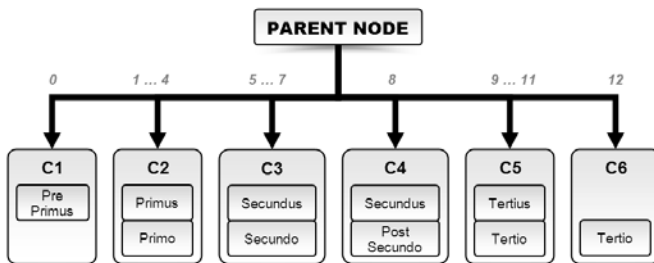 PARENT NODE
0 1 ... 4 5 ... 7 8 9 ... 11 12
C1 C2 C3 C4 C5 C6
Pre
Primus
Primus
Primo
Secundus
Secundo
Secundus
Post
Secundo
Tertius
Tertio
Tertio